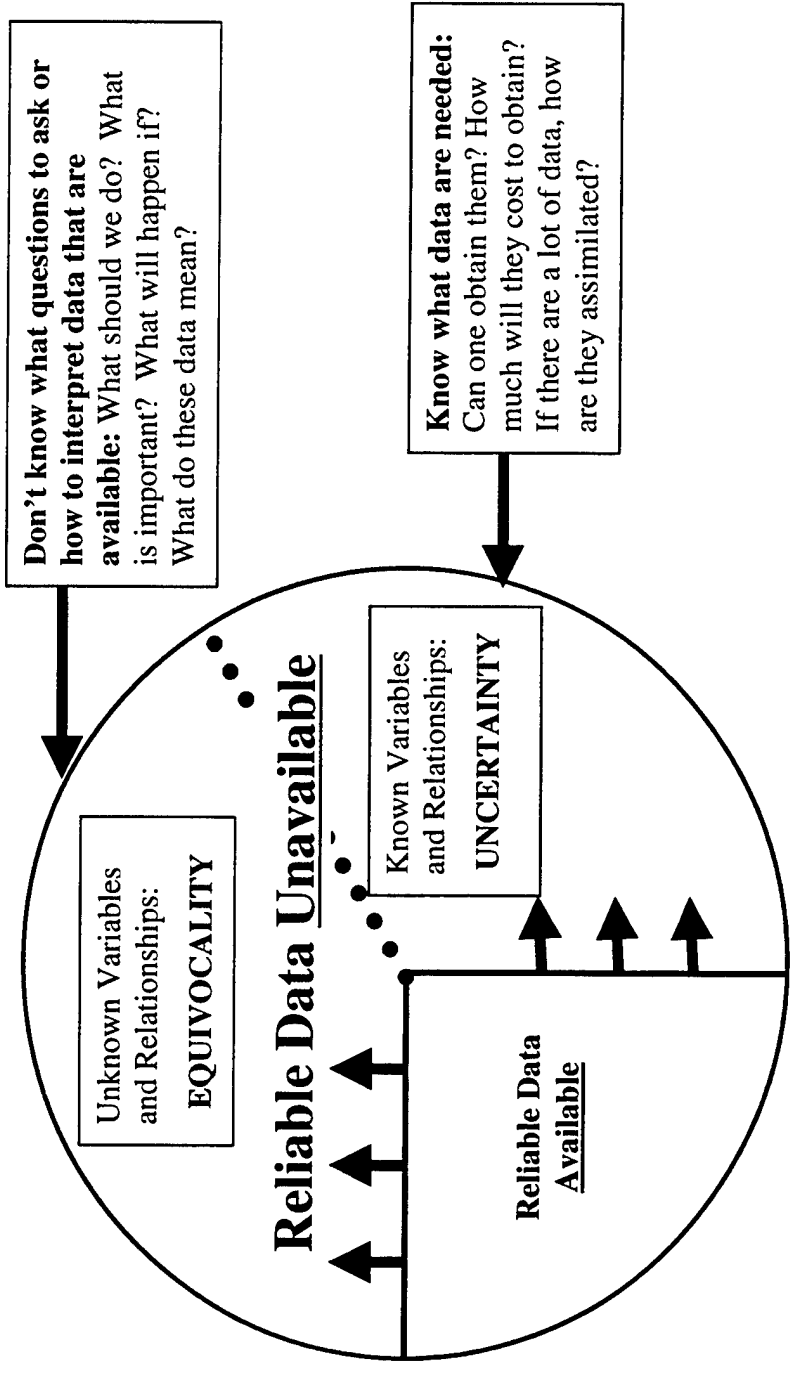 Don't know what questions to ask or
how to interpret data that are
available: What should we do? What
is important? What will happen if?
What do these data mean?
Unknown Variables
and Relationships:
EQUIVOCALITY
Reliable Data Unavailable
Known Variables
and Relationships:
UNCERTAINTY
Know what data are needed:
Can one obtain them? How
much will they cost to obtain?
If there are a lot of data, how
are they assimilated?
Reliable Data
Available